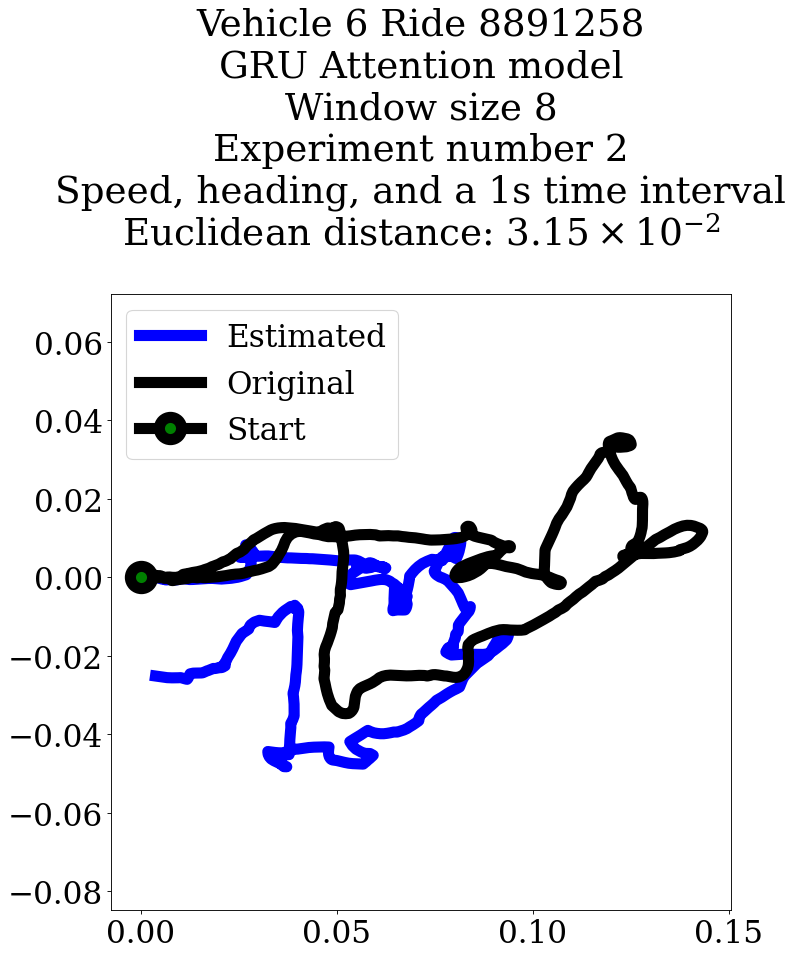 Vehicle 6 Ride 8891258
GRU Attention model
Window size 8
Experiment number 2
Speed, heading, and a 1s time interval
Euclidean distance: 3.15 × 10⁻²
Estimated
Original
Start
0.06
0.04
0.02
0.00
−0.02
−0.04
−0.06
−0.08
0.00 0.05 0.10 0.15